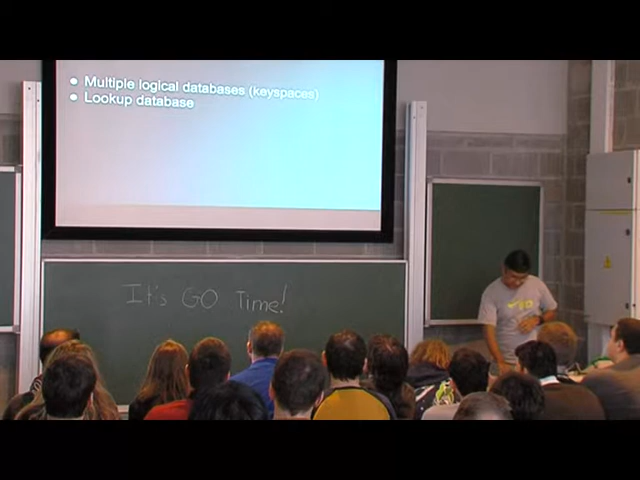 ● Multiple logical databases (keyspaces)
● Lookup database
It's GO Time!